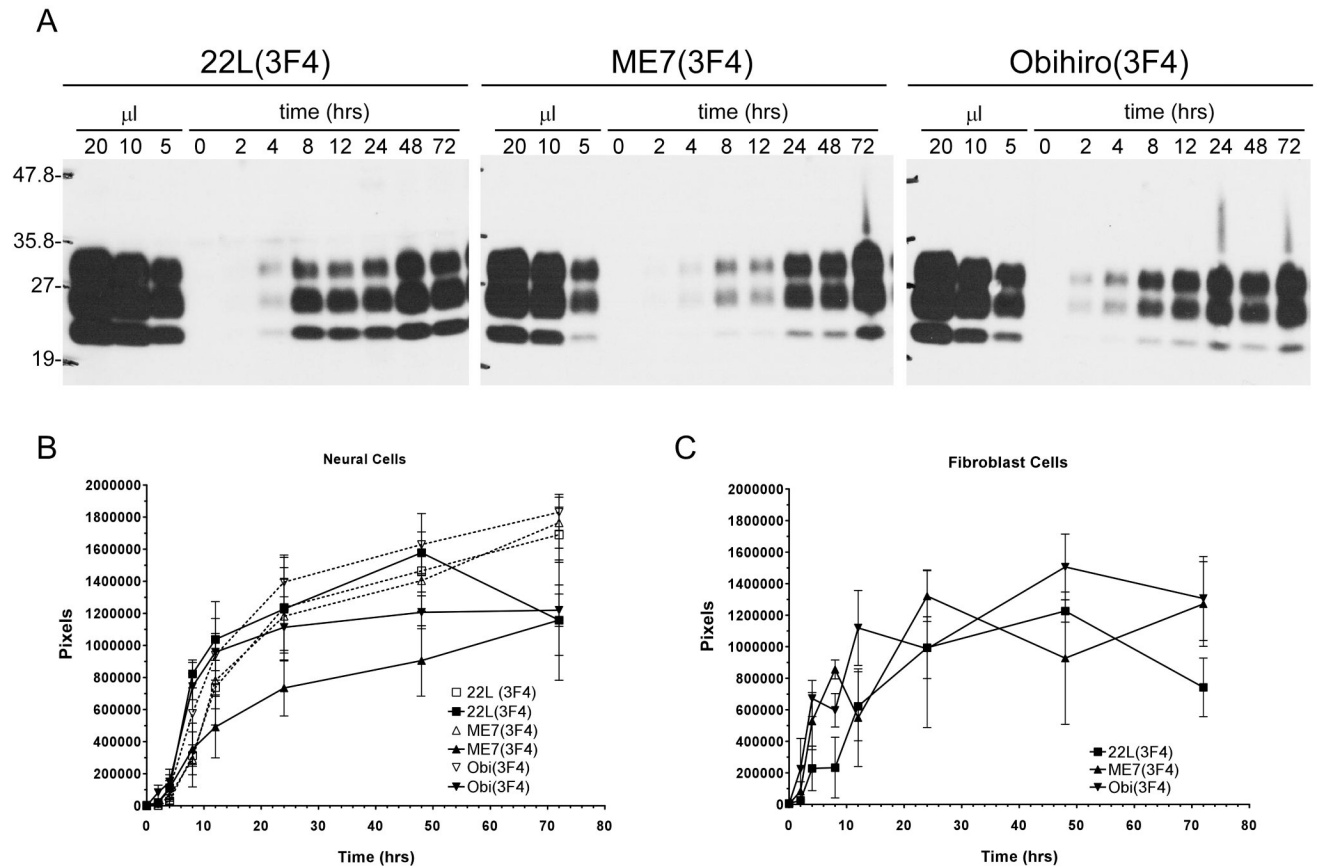 A
22L(3F4) ME7(3F4) Obihiro(3F4)
µl time (hrs) µl time (hrs) µl time (hrs)
20 10 5 0 2 4 8 12 24 48 72 20 10 5 0 2 4 8 12 24 48 72 20 10 5 0 2 4 8 12 24 48 72
47.8-
35.8-
27-
19-
B
Neural Cells
2000000
1800000
1600000
1400000
1200000
1000000
800000
600000
400000
200000
0
Pixels
0 10 20 30 40 50 60 70 80
Time (hrs)
22L (3F4)
22L(3F4)
ME7(3F4)
ME7(3F4)
Obi(3F4)
Obi(3F4)
C
Fibroblast Cells
2000000
1800000
1600000
1400000
1200000
1000000
800000
600000
400000
200000
0
Pixels
0 10 20 30 40 50 60 70 80
Time (hrs)
22L(3F4)
ME7(3F4)
Obi(3F4)